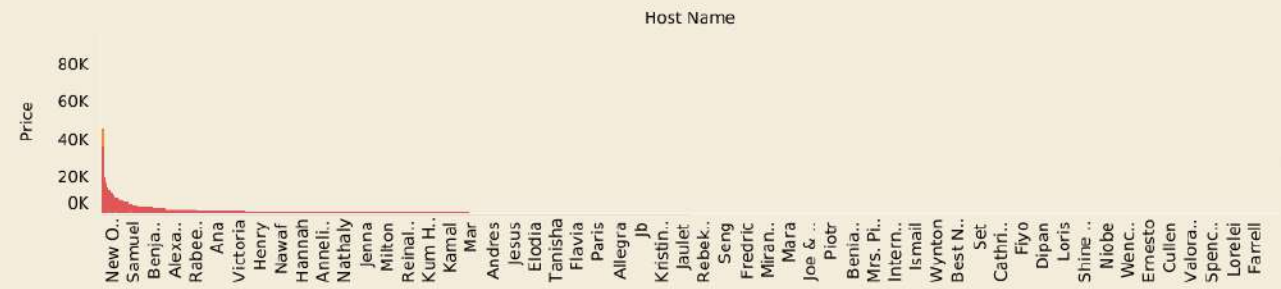 Host Name
Price
80K
60K
40K
20K
0K
New O..
Samuel
Benja..
Alexa..
Rabee..
Ana
Victoria
Henry
Nawaf
Hannah
Anneli..
Nathaly
Jenna
Milton
Reinal..
Kum H..
Kamal
Mar
Andres
Jesus
Elodia
Tanisha
Flavia
Paris
Allegra
Jb
Kristin..
Jaulet
Rebek..
Seng
Fredric
Miran..
Mara
Joe & ..
Piotr
Benia..
Mrs. Pi..
Intern..
Ismail
Wynton
Best N..
Set
Cathri..
Fiyo
Dipan
Loris
Shine ..
Niobe
Wenc..
Ernesto
Cullen
Valora..
Spenc..
Lorelei
Farrell